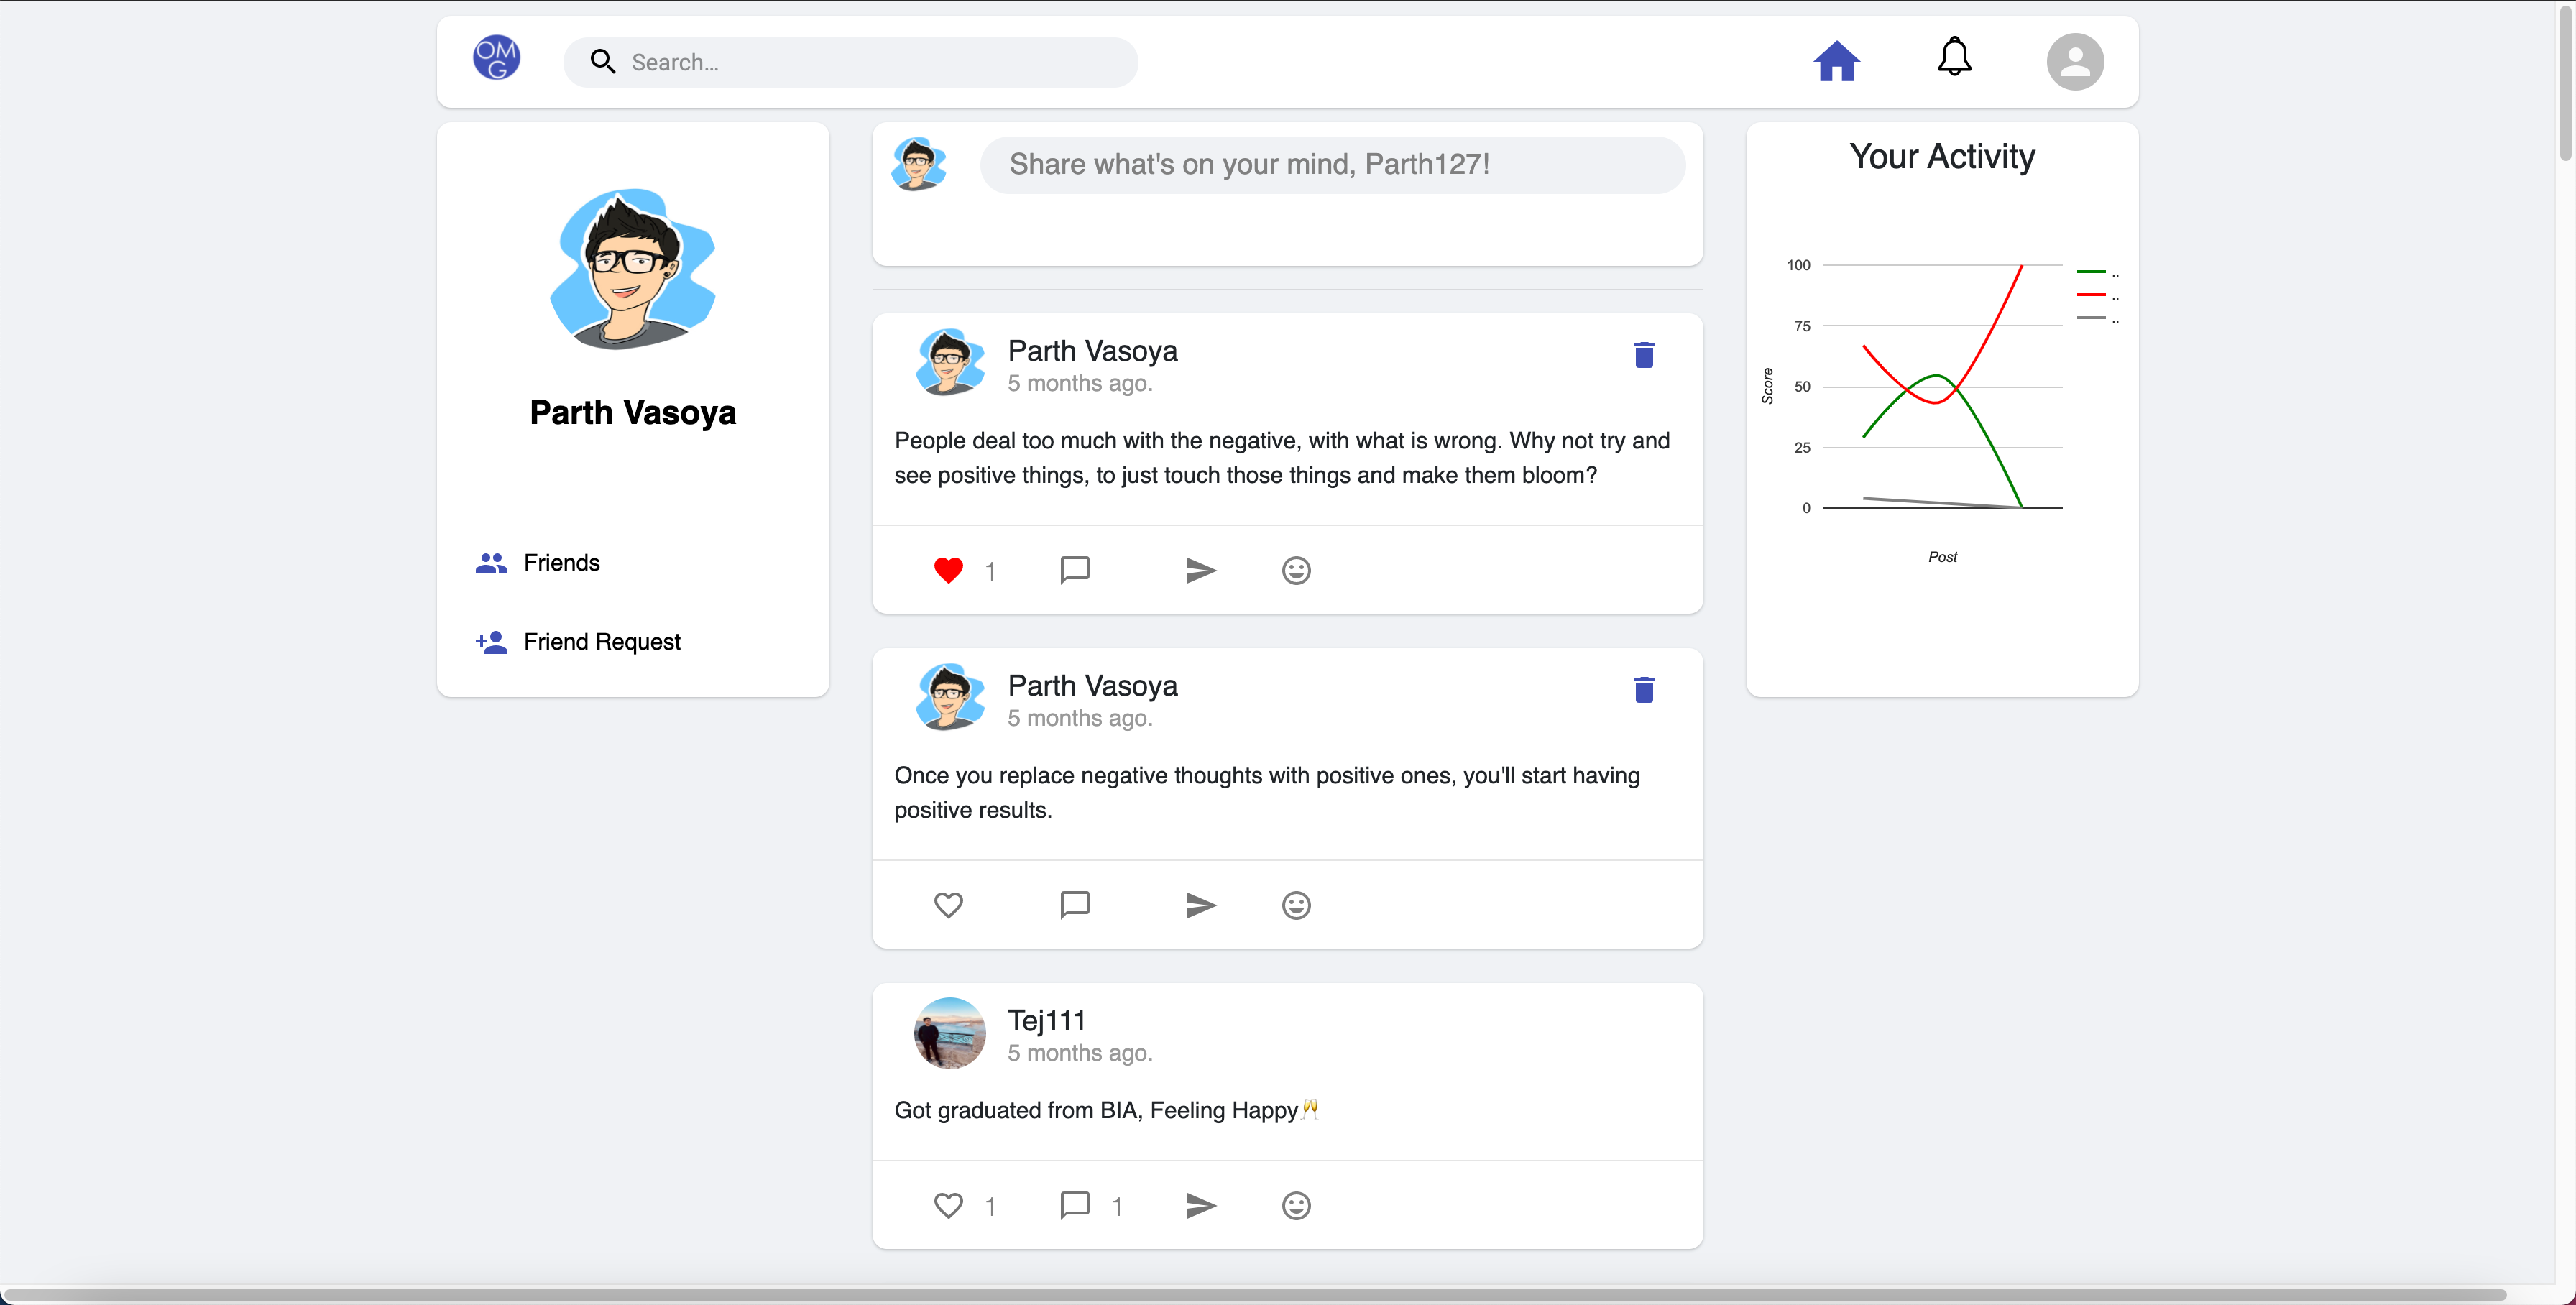 OM
G
Search...
Parth Vasoya
Friends
Friend Request
Share what's on your mind, Parth127!
Parth Vasoya
5 months ago.
People deal too much with the negative, with what is wrong. Why not try and
see positive things, to just touch those things and make them bloom?
1
Parth Vasoya
5 months ago.
Once you replace negative thoughts with positive ones, you'll start having
positive results.
Tej111
5 months ago.
Got graduated from BIA, Feeling Happy🥂
1 1
Your Activity
100
75
50
25
0
Score
Post
..
..
..